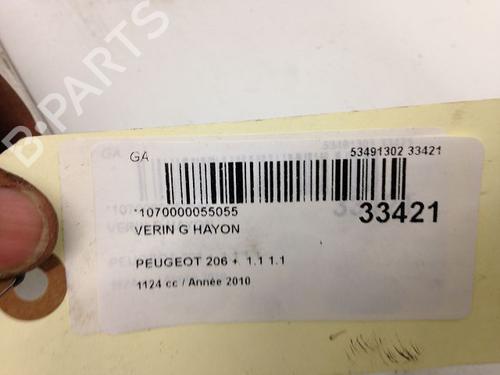 B-PARTS
GA
53491302 33421
*1070000055055
33421
VERIN G HAYON
PEUGEOT 206 + 1.1 1.1
1124 cc / Année 2010